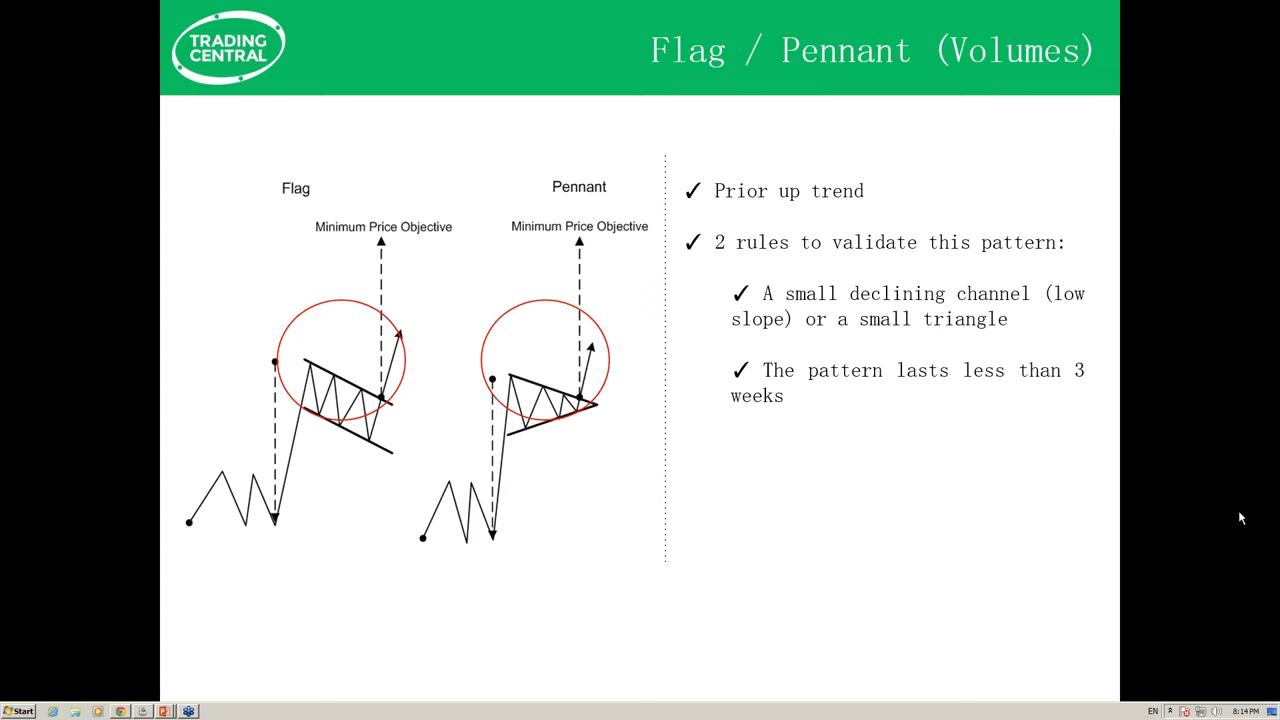 TRADING
CENTRAL
Flag / Pennant (Volumes)
Flag
Pennant
Minimum Price Objective
Minimum Price Objective
✓ Prior up trend
✓ 2 rules to validate this pattern:
✓ A small declining channel (low
slope) or a small triangle
✓ The pattern lasts less than 3
weeks
Start
EN
8:14 PM